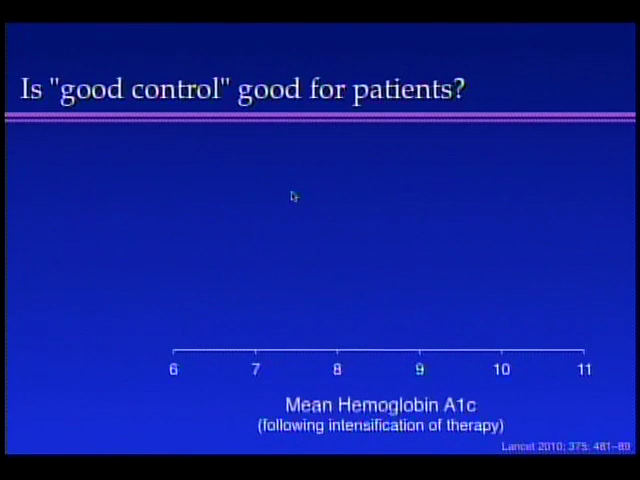 Is "good control" good for patients?
6 7 8 9 10 11
Mean Hemoglobin A1c
(following intensification of therapy)
Lancet 2010; 375: 481–89